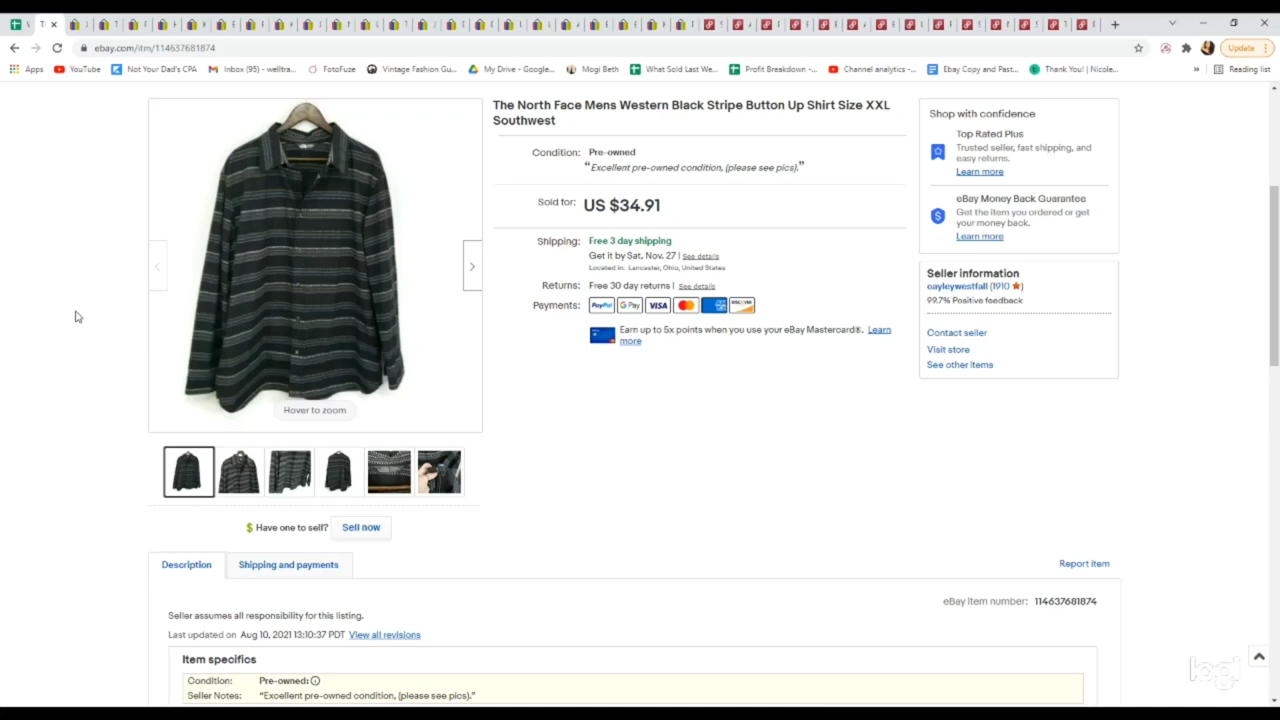 ebay.com/itm/114637681874
Update
Apps
YouTube
Not Your Dad's CPA
Inbox (95) - welltra...
FotoFuze
Vintage Fashion Gu...
My Drive - Google...
Mogi Beth
What Sold Last We...
Profit Breakdown -...
Channel analytics -...
Ebay Copy and Past...
Thank You! | Nicole...
»
Reading list
The North Face Mens Western Black Stripe Button Up Shirt Size XXL
Southwest
Condition: Pre-owned
"Excellent pre-owned condition, (please see pics)."
Sold for: US $34.91
Shipping: Free 3 day shipping
Get it by Sat, Nov. 27 | See details
Located in: Lancaster, Ohio, United States
Returns: Free 30 day returns | See details
Payments: PayPal G Pay VISA DISCOVER
Earn up to 5x points when you use your eBay Mastercard®. Learn
more
Shop with confidence
Top Rated Plus
Trusted seller, fast shipping, and
easy returns.
Learn more
eBay Money Back Guarantee
Get the item you ordered or get
your money back.
Learn more
Seller information
cayleywestfall (1910 )
99.7% Positive feedback
Contact seller
Visit store
See other items
Hover to zoom
Have one to sell? Sell now
Description
Shipping and payments
Report item
eBay item number: 114637681874
Seller assumes all responsibility for this listing.
Last updated on Aug 10, 2021 13:10:37 PDT View all revisions
Item specifics
Condition: Pre-owned:
Seller Notes: "Excellent pre-owned condition, (please see pics)."
logi